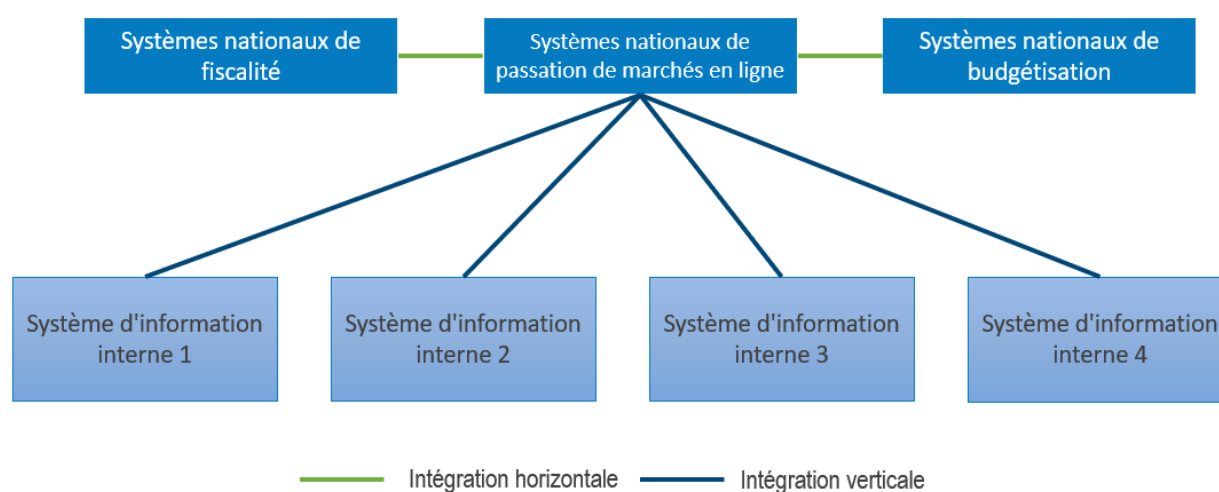 Systèmes nationaux de
fiscalité
Systèmes nationaux de
passation de marchés en ligne
Systèmes nationaux de
budgétisation
Système d'information
interne 1
Système d'information
interne 2
Système d'information
interne 3
Système d'information
interne 4
Intégration horizontale
Intégration verticale